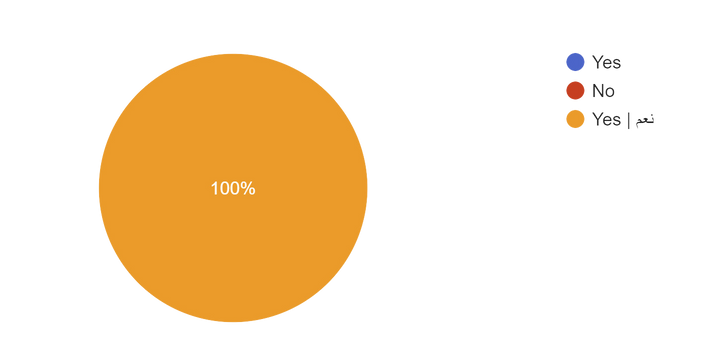 100%
Yes
No
Yes | نعم